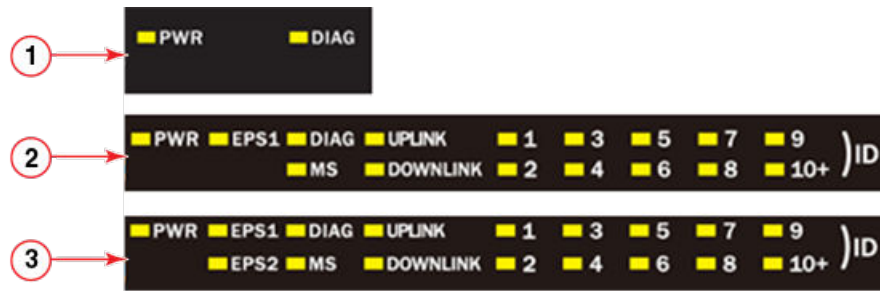 1
PWR DIAG
2
PWR EPS1 DIAG UPLINK 1 3 5 7 9
MS DOWNLINK 2 4 6 8 10+
)ID
3
PWR EPS1 DIAG UPLINK 1 3 5 7 9
EPS2 MS DOWNLINK 2 4 6 8 10+
)ID